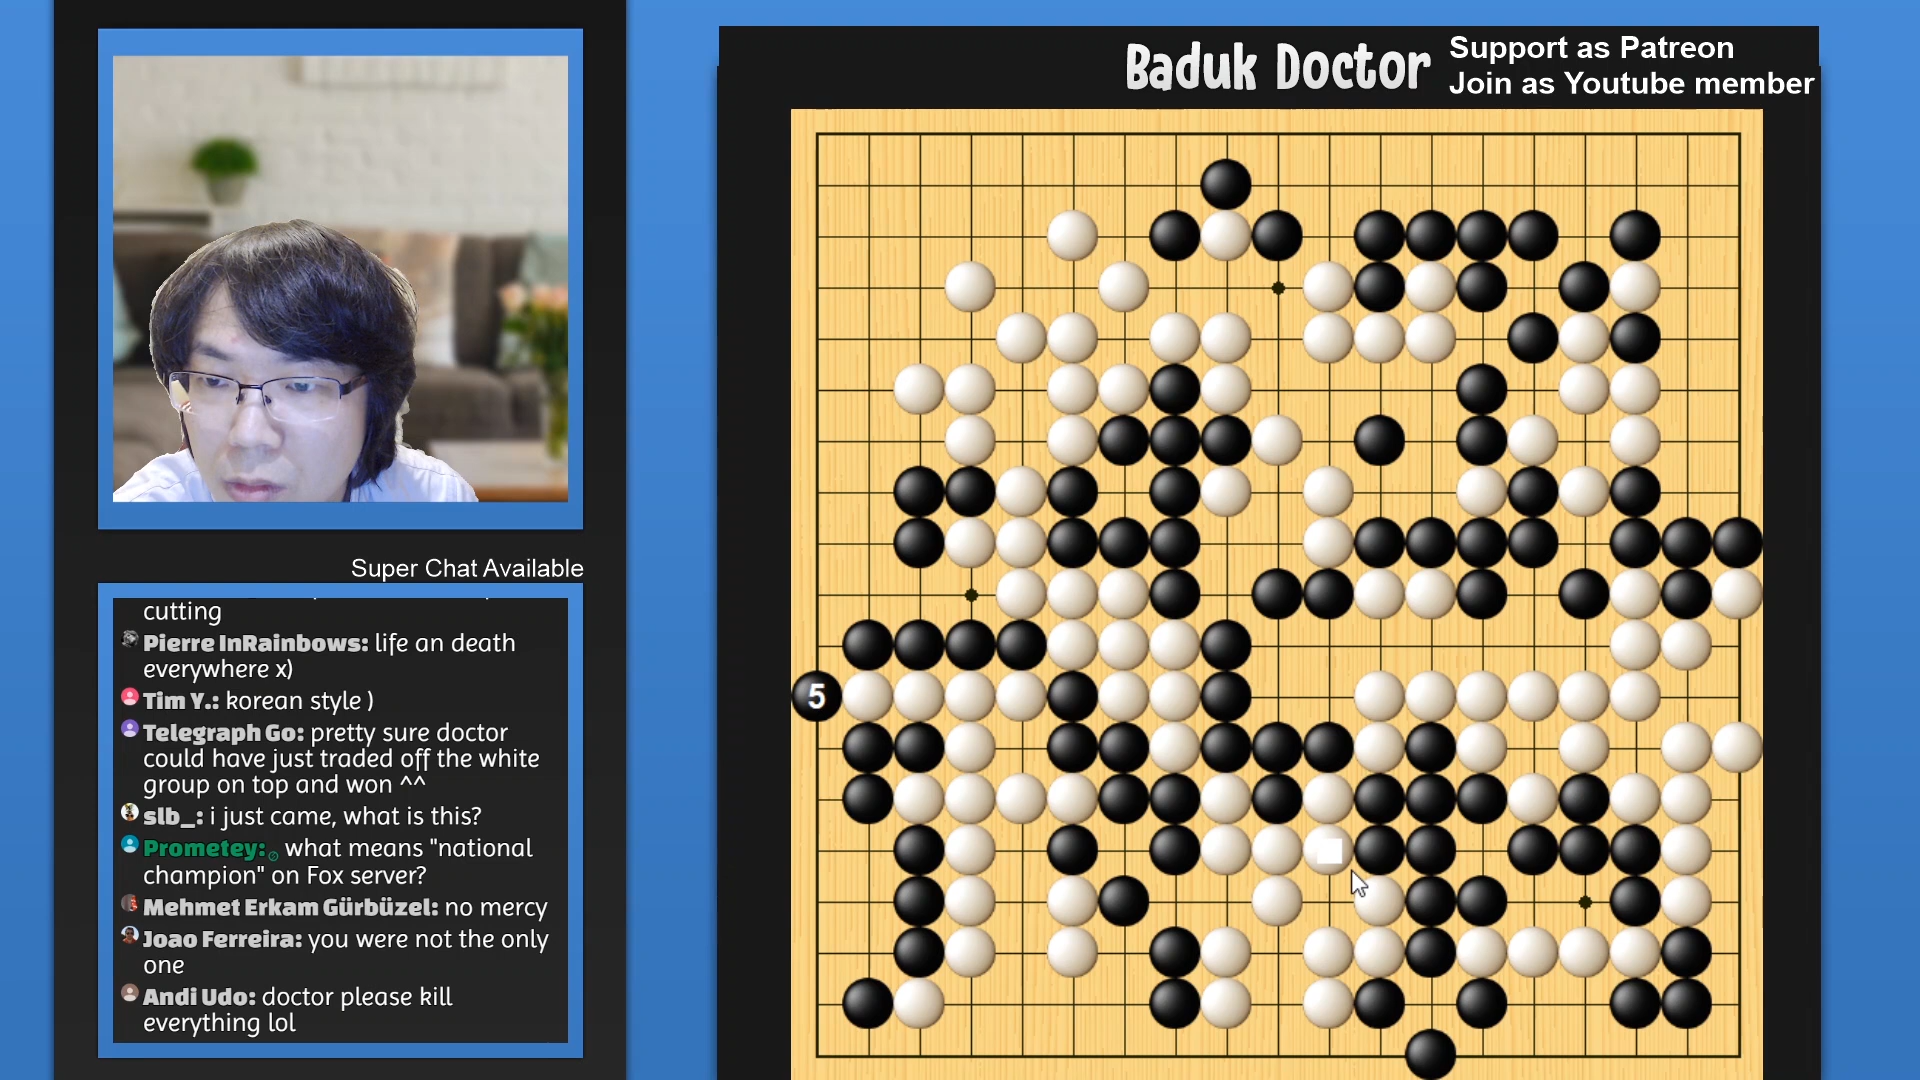 Baduk Doctor
Support as Patreon
Join as Youtube member
Super Chat Available
cutting
Pierre InRainbows: life an death
everywhere x)
Tim Y.: korean style )
Telegraph Go: pretty sure doctor
could have just traded off the white
group on top and won ^^
slb_: i just came, what is this?
Prometey: what means "national
champion" on Fox server?
Mehmet Erkam Gürbüzel: no mercy
Joao Ferreira: you were not the only
one
Andi Udo: doctor please kill
everything lol
5